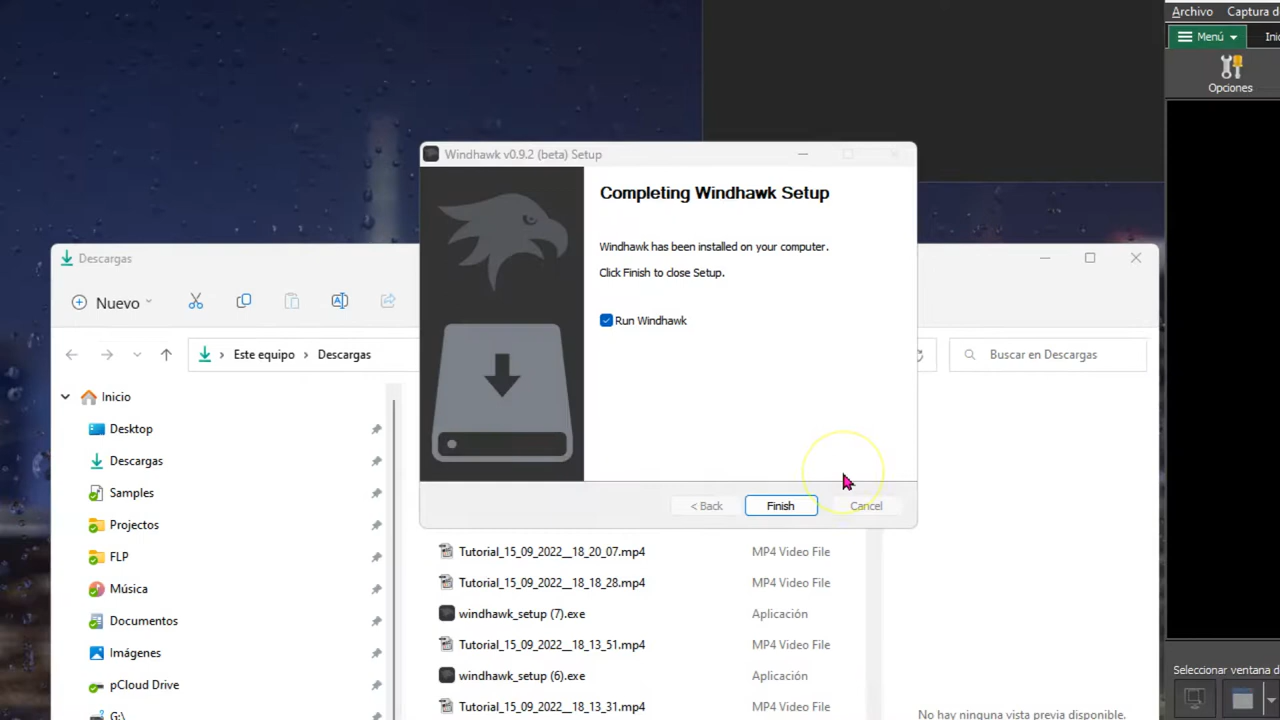 Archivo Captura d
Menú
Inic
Opciones
Windhawk v0.9.2 (beta) Setup
Completing Windhawk Setup
Windhawk has been installed on your computer.
Click Finish to close Setup.
Run Windhawk
< Back
Finish
Cancel
Descargas
Nuevo
Este equipo > Descargas
Buscar en Descargas
Inicio
Desktop
Descargas
Samples
Projectos
FLP
Música
Documentos
Imágenes
pCloud Drive
G:\
Tutorial_15_09_2022__18_20_07.mp4 MP4 Video File
Tutorial_15_09_2022__18_18_28.mp4 MP4 Video File
windhawk_setup (7).exe Aplicación
Tutorial_15_09_2022__18_13_51.mp4 MP4 Video File
windhawk_setup (6).exe Aplicación
Tutorial_15_09_2022__18_13_31.mp4 MP4 Video File
No hay ninguna vista previa disponible.
Seleccionar ventana d